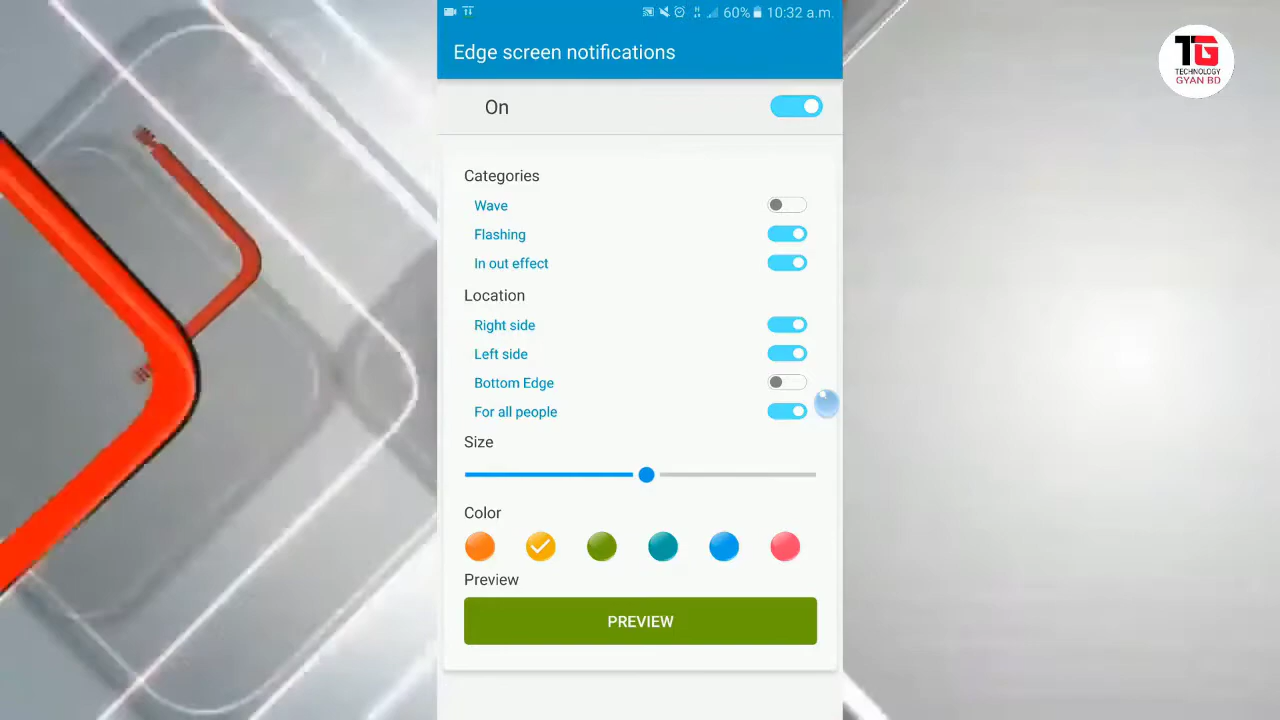 60% 10:32 a.m.
Edge screen notifications
TG
TECHNOLOGY
GYAN BD
On
Categories
Wave
Flashing
In out effect
Location
Right side
Left side
Bottom Edge
For all people
Size
Color
Preview
PREVIEW